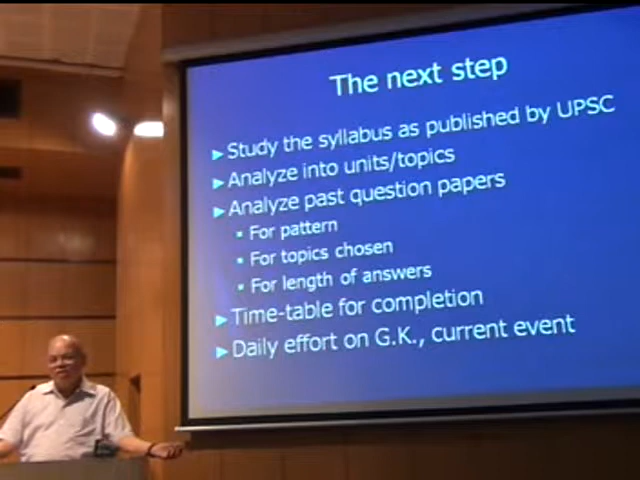 The next step
Study the syllabus as published by UPSC
Analyze into units/topics
Analyze past question papers
For pattern
For topics chosen
For length of answers
Time-table for completion
Daily effort on G.K., current event